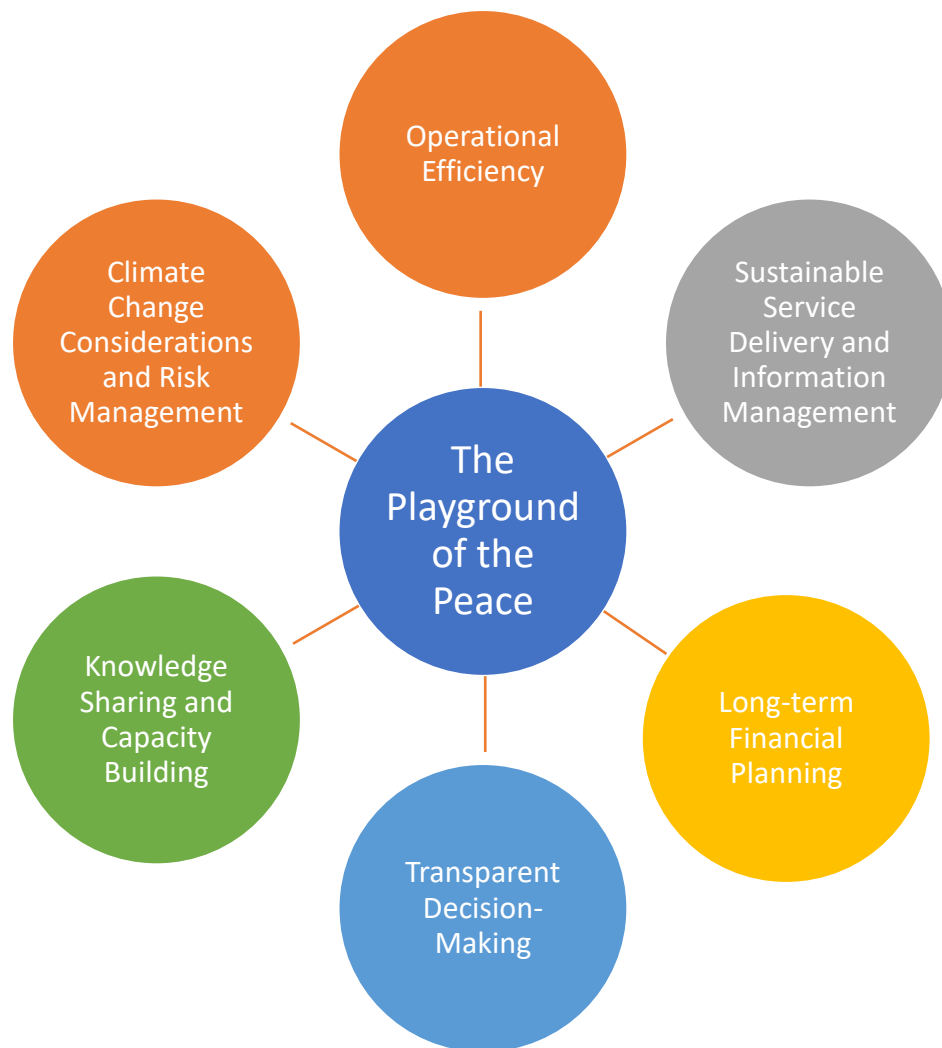 Operational
Efficiency
Climate
Change
Considerations
and Risk
Management
Sustainable
Service
Delivery and
Information
Management
The
Playground
of the
Peace
Knowledge
Sharing and
Capacity
Building
Long-term
Financial
Planning
Transparent
Decision-
Making